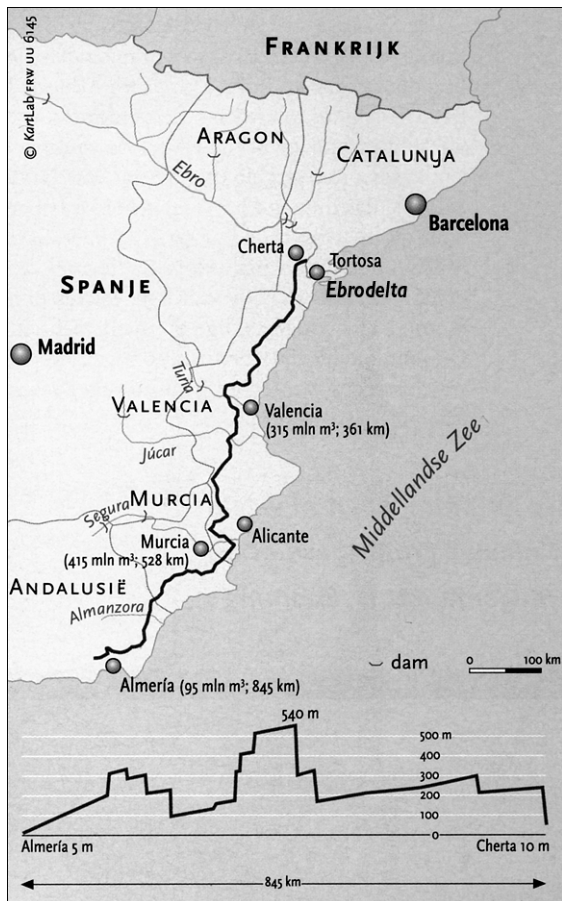 © KartLab FRW UU 6145
FRANKRIJK
ARAGON
CATALUNYA
Ebro
Barcelona
Cherta
Tortosa
Ebrodelta
SPANJE
Madrid
Turia
VALENCIA
Valencia
(315 mln m³; 361 km)
Júcar
Middellandse Zee
MURCIA
Segura
Alicante
Murcia
(415 mln m³; 528 km)
ANDALUSIË
Almanzora
dam
0 100 km
Almería (95 mln m³; 845 km)
540 m
500 m
400
300
200
100
0
Almería 5 m
Cherta 10 m
845 km